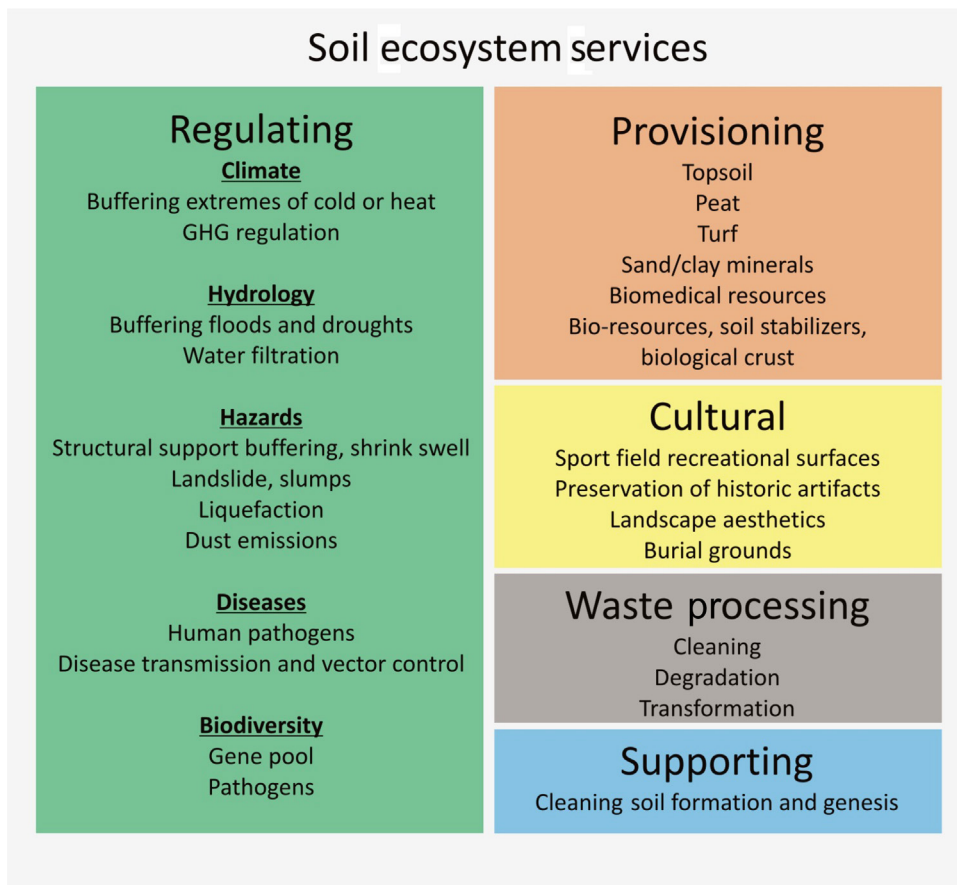 Soil ecosystem services
Regulating
Climate
Buffering extremes of cold or heat
GHG regulation
Hydrology
Buffering floods and droughts
Water filtration
Hazards
Structural support buffering, shrink swell
Landslide, slumps
Liquefaction
Dust emissions
Diseases
Human pathogens
Disease transmission and vector control
Biodiversity
Gene pool
Pathogens
Provisioning
Topsoil
Peat
Turf
Sand/clay minerals
Biomedical resources
Bio-resources, soil stabilizers,
biological crust
Cultural
Sport field recreational surfaces
Preservation of historic artifacts
Landscape aesthetics
Burial grounds
Waste processing
Cleaning
Degradation
Transformation
Supporting
Cleaning soil formation and genesis